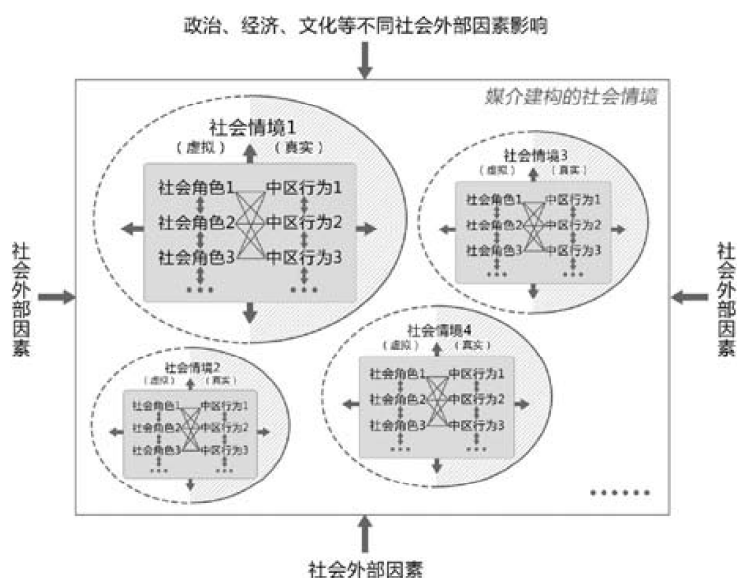 政治、经济、文化等不同社会外部因素影响
媒介建构的社会情境
社会情境1
（虚拟） （真实）
社会角色1 中区行为1
社会角色2 中区行为2
社会角色3 中区行为3
••• •••
社会情境3
（虚拟） （真实）
社会角色1 中区行为1
社会角色2 中区行为2
社会角色3 中区行为3
••• •••
社会外部因素
社会外部因素
社会情境2
（虚拟） （真实）
社会角色1 中区行为1
社会角色2 中区行为2
社会角色3 中区行为3
••• •••
社会情境4
（虚拟） （真实）
社会角色1 中区行为1
社会角色2 中区行为2
社会角色3 中区行为3
••• •••
••••••
社会外部因素